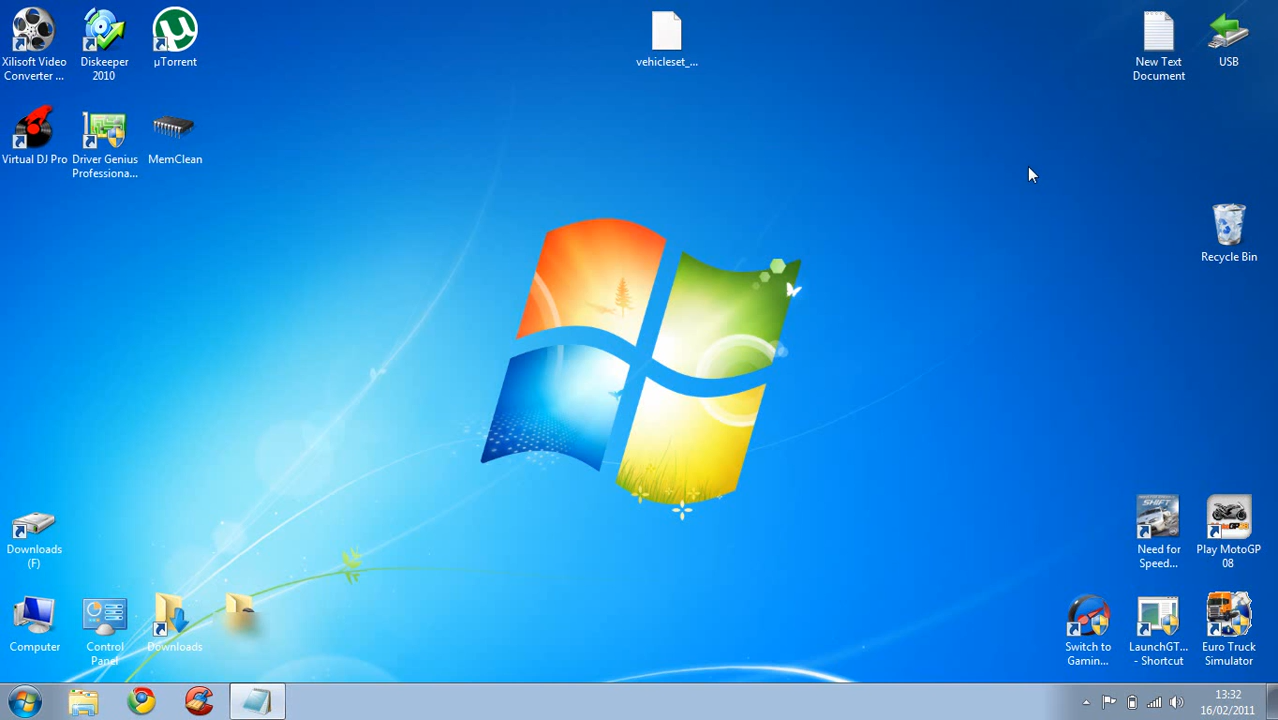 Xilisoft Video
Converter ...
Diskeeper
2010
µTorrent
vehicleset_...
New Text
Document
USB
Virtual DJ Pro
Driver Genius
Professiona...
MemClean
Recycle Bin
SHIFT
Downloads
(F)
Need for
Speed...
Play MotoGP
08
Computer
Control
Panel
Downloads
Switch to
Gamin...
LaunchGT...
- Shortcut
Euro Truck
Simulator
13:32
16/02/2011